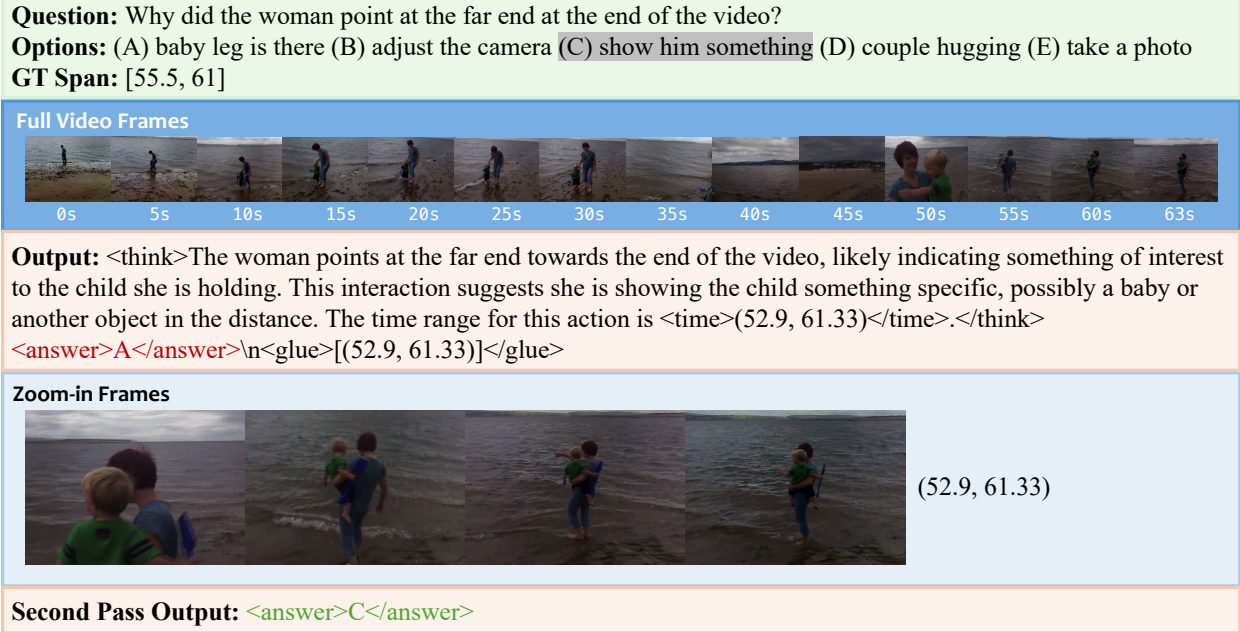 Question: Why did the woman point at the far end at the end of the video?
Options: (A) baby leg is there (B) adjust the camera (C) show him something (D) couple hugging (E) take a photo
GT Span: [55.5, 61]
Full Video Frames
0s 5s 10s 15s 20s 25s 30s 35s 40s 45s 50s 55s 60s 63s
Output: <think>The woman points at the far end towards the end of the video, likely indicating something of interest
to the child she is holding. This interaction suggests she is showing the child something specific, possibly a baby or
another object in the distance. The time range for this action is <time>(52.9, 61.33)</time>.</think>
<answer>A</answer>\n<glue>[(52.9, 61.33)]</glue>
Zoom-in Frames
(52.9, 61.33)
Second Pass Output: <answer>C</answer>